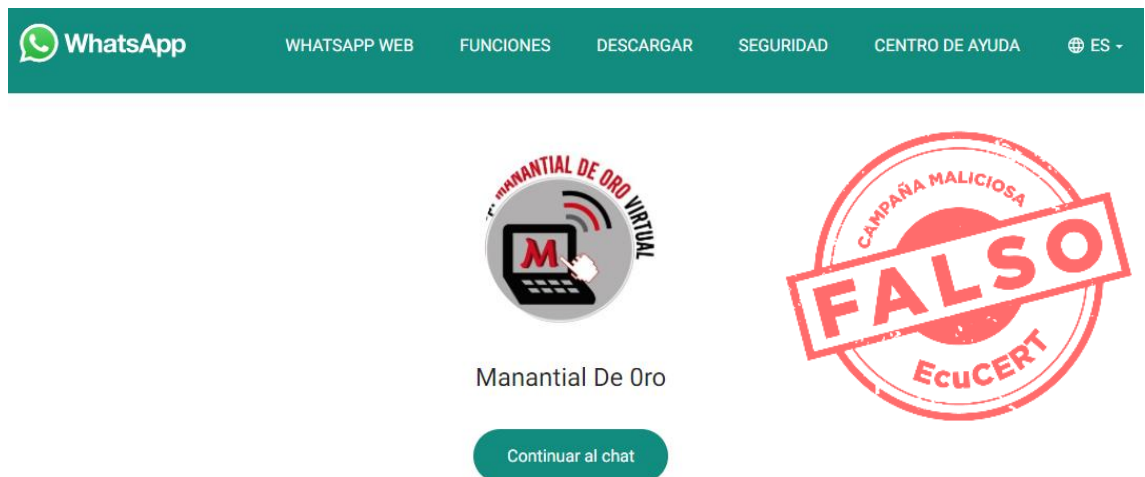 WhatsApp
WHATSAPP WEB
FUNCIONES
DESCARGAR
SEGURIDAD
CENTRO DE AYUDA
ES
MANANTIAL DE ORO VIRTUAL
M
CAMPAÑA MALICIOSA
FALSO
EcuCERT
Manantial De 0ro
Continuar al chat